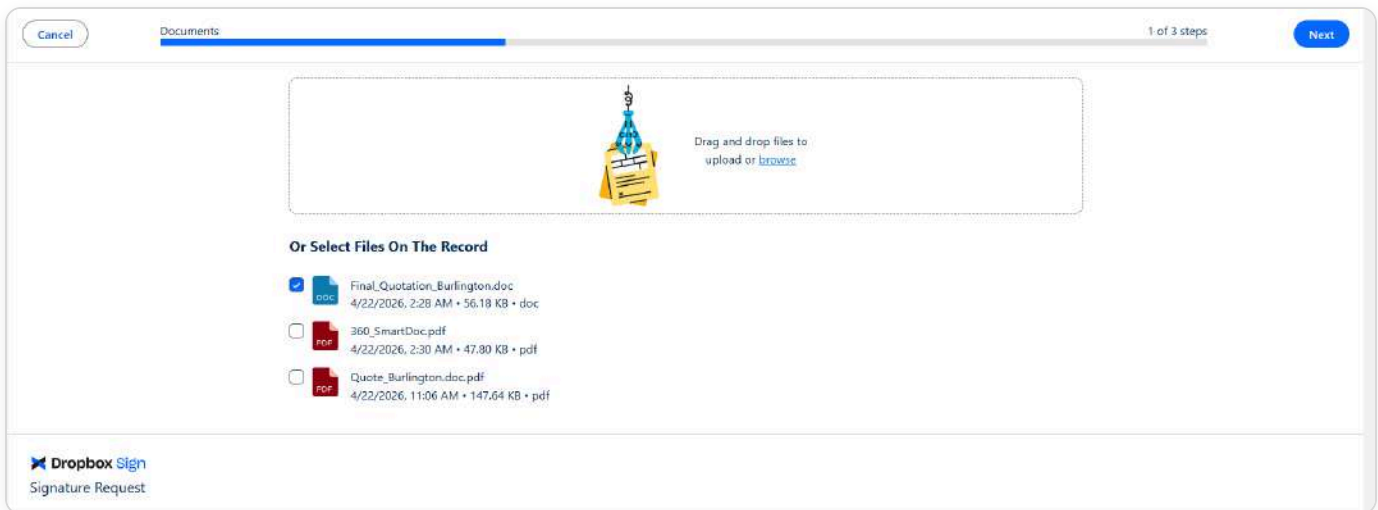 Cancel
Documents
1 of 3 steps
Next
Drag and drop files to
upload or browse
Or Select Files On The Record
DOC
Final_Quotation_Burlington.doc
4/22/2026, 2:28 AM • 56.18 KB • doc
PDF
360_SmartDoc.pdf
4/22/2026, 2:30 AM • 47.80 KB • pdf
PDF
Quote_Burlington.doc.pdf
4/22/2026, 11:06 AM • 147.64 KB • pdf
Dropbox Sign
Signature Request